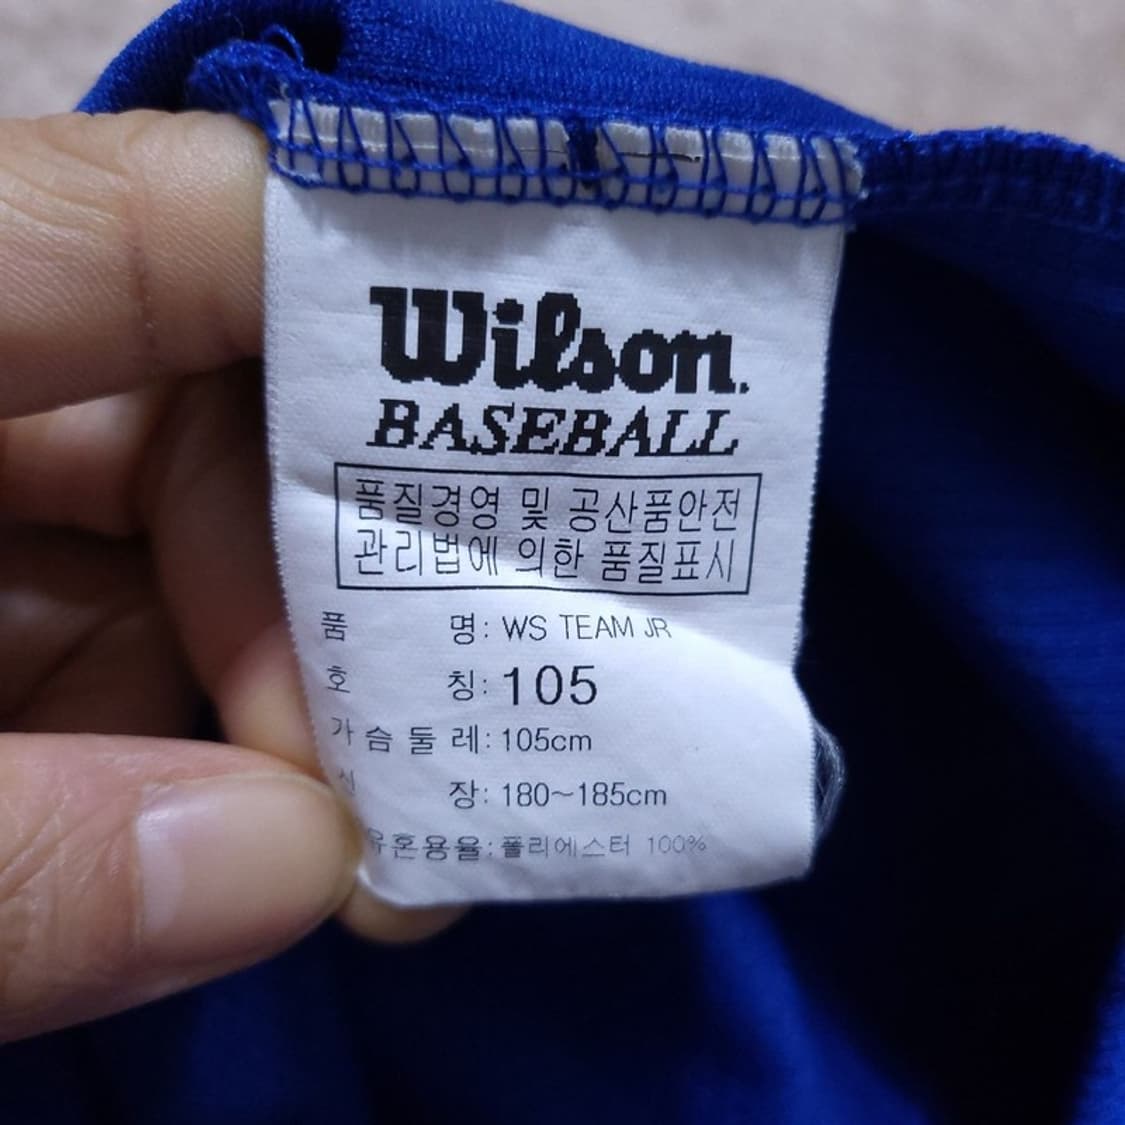 Wilson.
BASEBALL
품질경영 및 공산품안전
관리법에 의한 품질표시
품 명: WS TEAM JR
호 칭: 105
가 슴 둘 레: 105cm
신 장: 180~185cm
유혼용율: 폴리에스터 100%